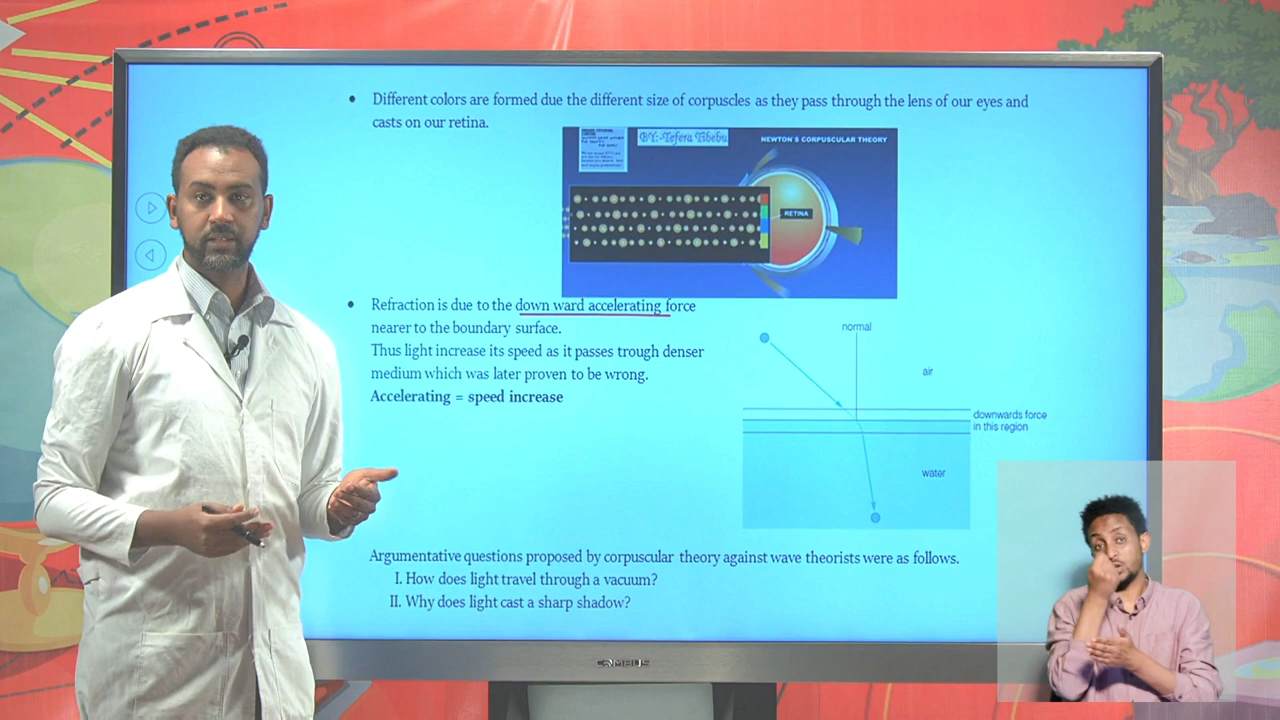 • Different colors are formed due the different size of corpuscles as they pass through the lens of our eyes and
casts on our retina.
BY:-Tefera Tibebu
NEWTON'S CORPUSCULAR THEORY
RETINA
• Refraction is due to the down ward accelerating force
nearer to the boundary surface.
Thus light increase its speed as it passes trough denser
medium which was later proven to be wrong.
Accelerating = speed increase
normal
air
downwards force
in this region
water
Argumentative questions proposed by corpuscular theory against wave theorists were as follows.
I. How does light travel through a vacuum?
II. Why does light cast a sharp shadow?
CAMBUS